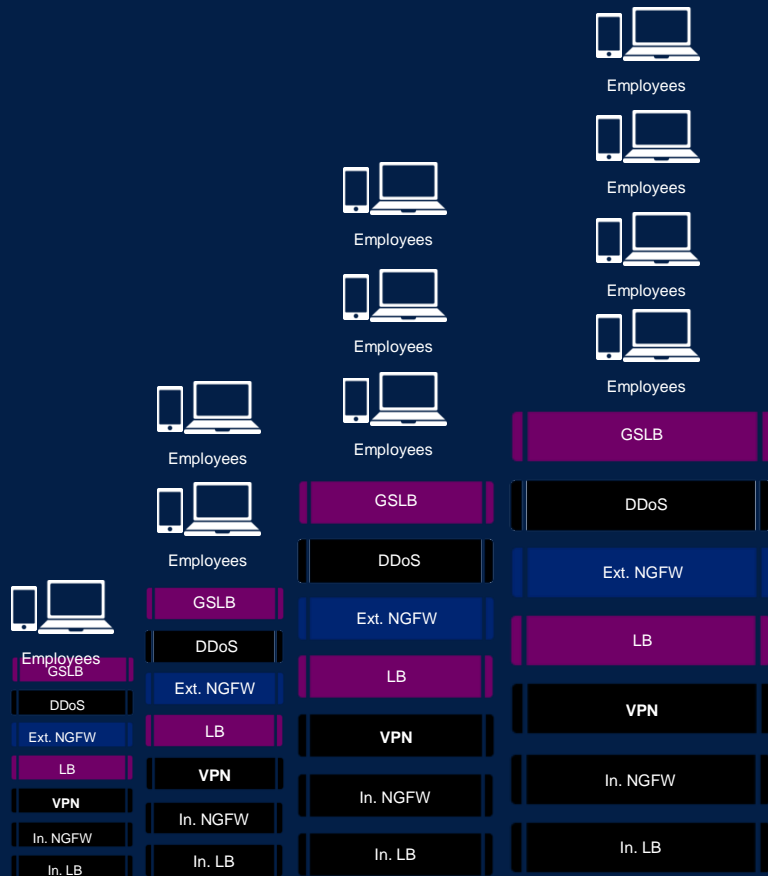 Employees
GSLB
DDoS
Ext. NGFW
LB
VPN
In. NGFW
In. LB
Employees
Employees
GSLB
DDoS
Ext. NGFW
LB
VPN
In. NGFW
In. LB
Employees
Employees
Employees
GSLB
DDoS
Ext. NGFW
LB
VPN
In. NGFW
In. LB
Employees
Employees
Employees
Employees
GSLB
DDoS
Ext. NGFW
LB
VPN
In. NGFW
In. LB